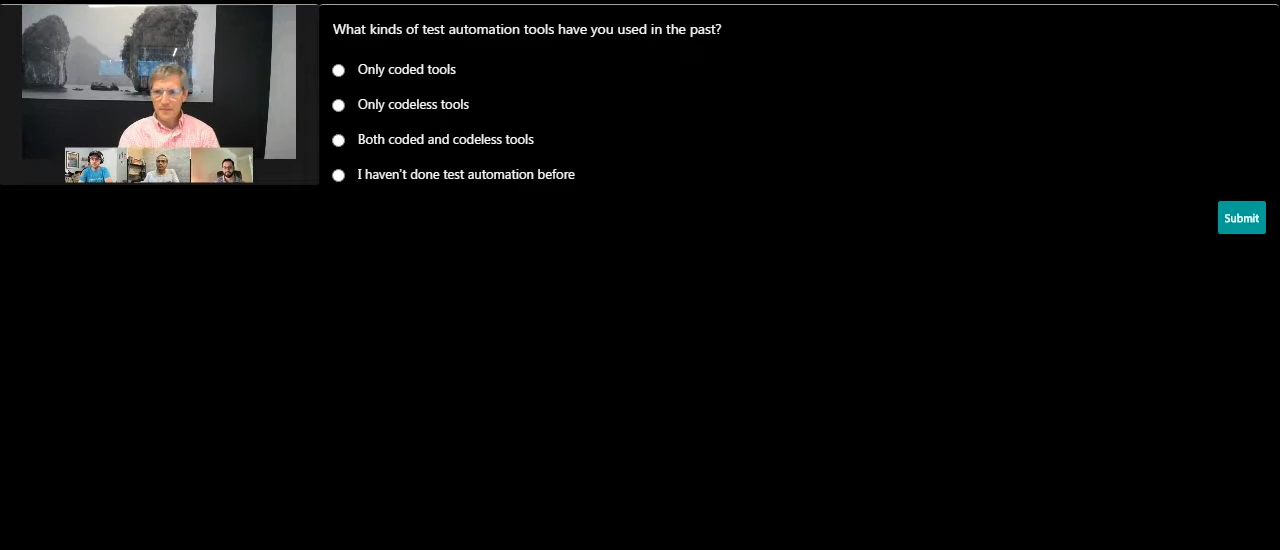 What kinds of test automation tools have you used in the past?
Only coded tools
Only codeless tools
Both coded and codeless tools
I haven't done test automation before
Submit